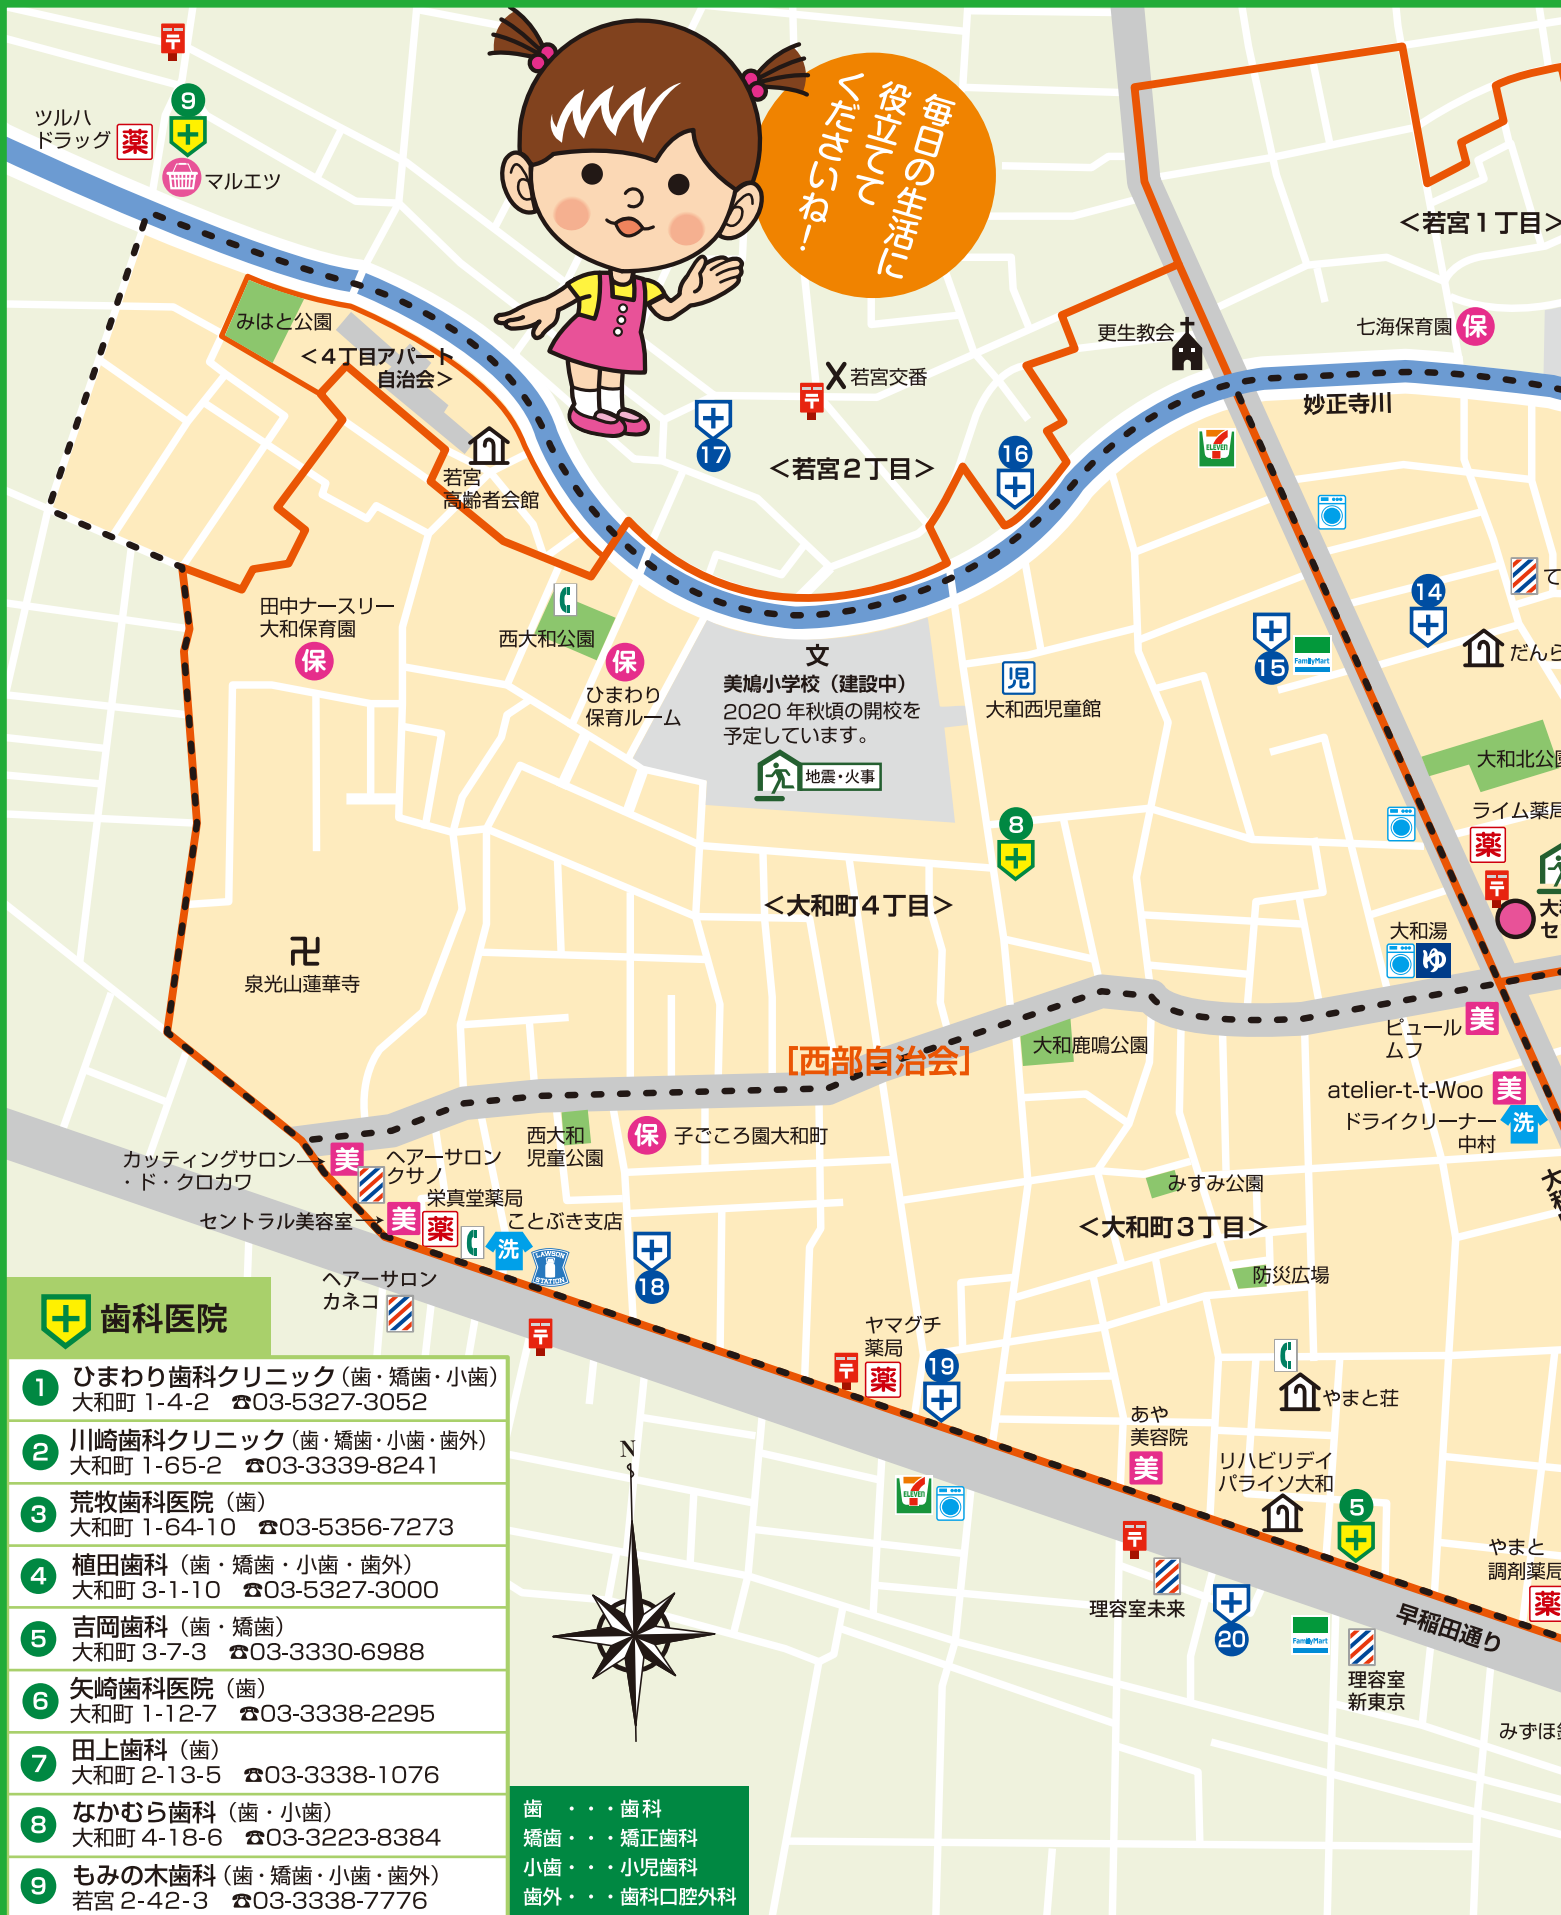 毎日の生活に
役立てて
くださいね！
ツルハ
ドラッグ
薬
9
マルエツ
＜若宮1丁目＞
みはと公園
＜4丁目アパート
自治会＞
更生教会
七海保育園
保
若宮交番
妙正寺川
17
＜若宮2丁目＞
16
7
ELEVEN
若宮
高齢者会館
14
て
田中ナースリー
大和保育園
保
西大和公園
保
ひまわり
保育ルーム
文
美鳩小学校（建設中）
2020 年秋頃の開校を
予定しています。
地震・火事
児
大和西児童館
15
FamilyMart
だんら
大和北公園
ライム薬局
薬
8
＜大和町4丁目＞
大和湯
ゆ
大和
セ
卍
泉光山蓮華寺
[西部自治会]
大和鹿鳴公園
ピュール
ムフ
美
atelier-t-t-Woo
美
ドライクリーナー
中村
洗
西大和
児童公園
保
子ごころ園大和町
カッティングサロン
・ド・クロカワ
美
ヘアーサロン
クサノ
みすみ公園
セントラル美容室
美
栄真堂薬局
薬
洗
ことぶき支店
LAWSON
STATION
18
＜大和町3丁目＞
大和
防災広場
ヘアーサロン
カネコ
ヤマグチ
薬局
薬
19
やまと荘
あや
美容院
美
リハビリデイ
パライソ大和
5
7
ELEVEN
やまと
調剤薬局
薬
理容室未来
20
FamilyMart
早稲田通り
理容室
新東京
みずほ銀
N
歯科医院
1 ひまわり歯科クリニック（歯・矯歯・小歯）
大和町 1-4-2 ☎03-5327-3052
2 川崎歯科クリニック（歯・矯歯・小歯・歯外）
大和町 1-65-2 ☎03-3339-8241
3 荒牧歯科医院（歯）
大和町 1-64-10 ☎03-5356-7273
4 植田歯科（歯・矯歯・小歯・歯外）
大和町 3-1-10 ☎03-5327-3000
5 吉岡歯科（歯・矯歯）
大和町 3-7-3 ☎03-3330-6988
6 矢崎歯科医院（歯）
大和町 1-12-7 ☎03-3338-2295
7 田上歯科（歯）
大和町 2-13-5 ☎03-3338-1076
8 なかむら歯科（歯・小歯）
大和町 4-18-6 ☎03-3223-8384
9 もみの木歯科（歯・矯歯・小歯・歯外）
若宮 2-42-3 ☎03-3338-7776
歯 ・・・歯科
矯歯・・・矯正歯科
小歯・・・小児歯科
歯外・・・歯科口腔外科